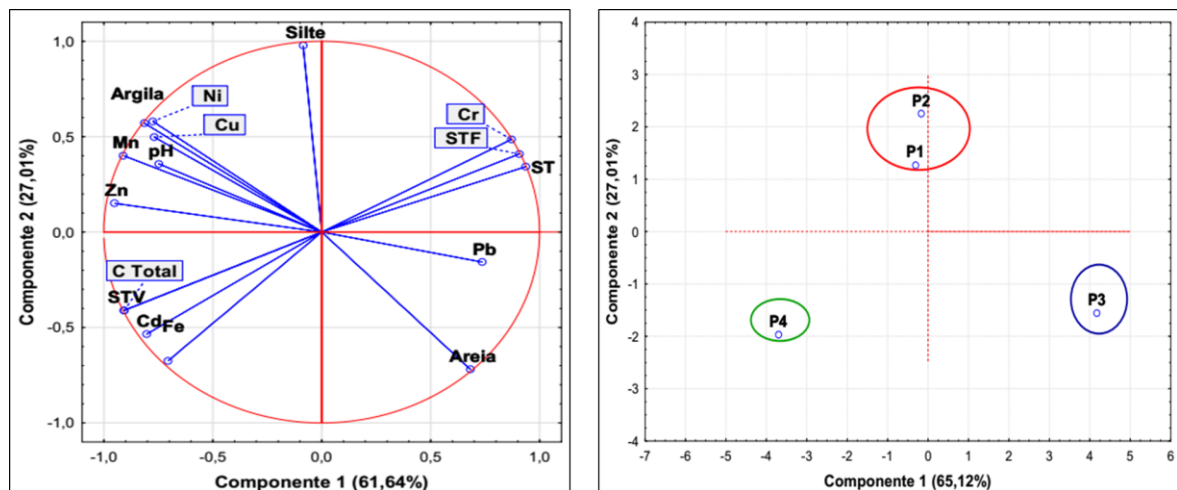 Silte
1,0
Argila
Ni
Cr
0,5
Cu
STF
Mn
pH
ST
Zn
0,0
Pb
C Total
STV
Cd
Fe
-0,5
Areia
-1,0
-1,0 -0,5 0,0 0,5 1,0
Componente 1 (61,64%)
Componente 2 (27,01%)
4
3
P2
2
P1
1
0
-1
P3
P4
-2
-3
-4
-7 -6 -5 -4 -3 -2 -1 0 1 2 3 4 5 6
Componente 1 (65,12%)
Componente 2 (27,01%)